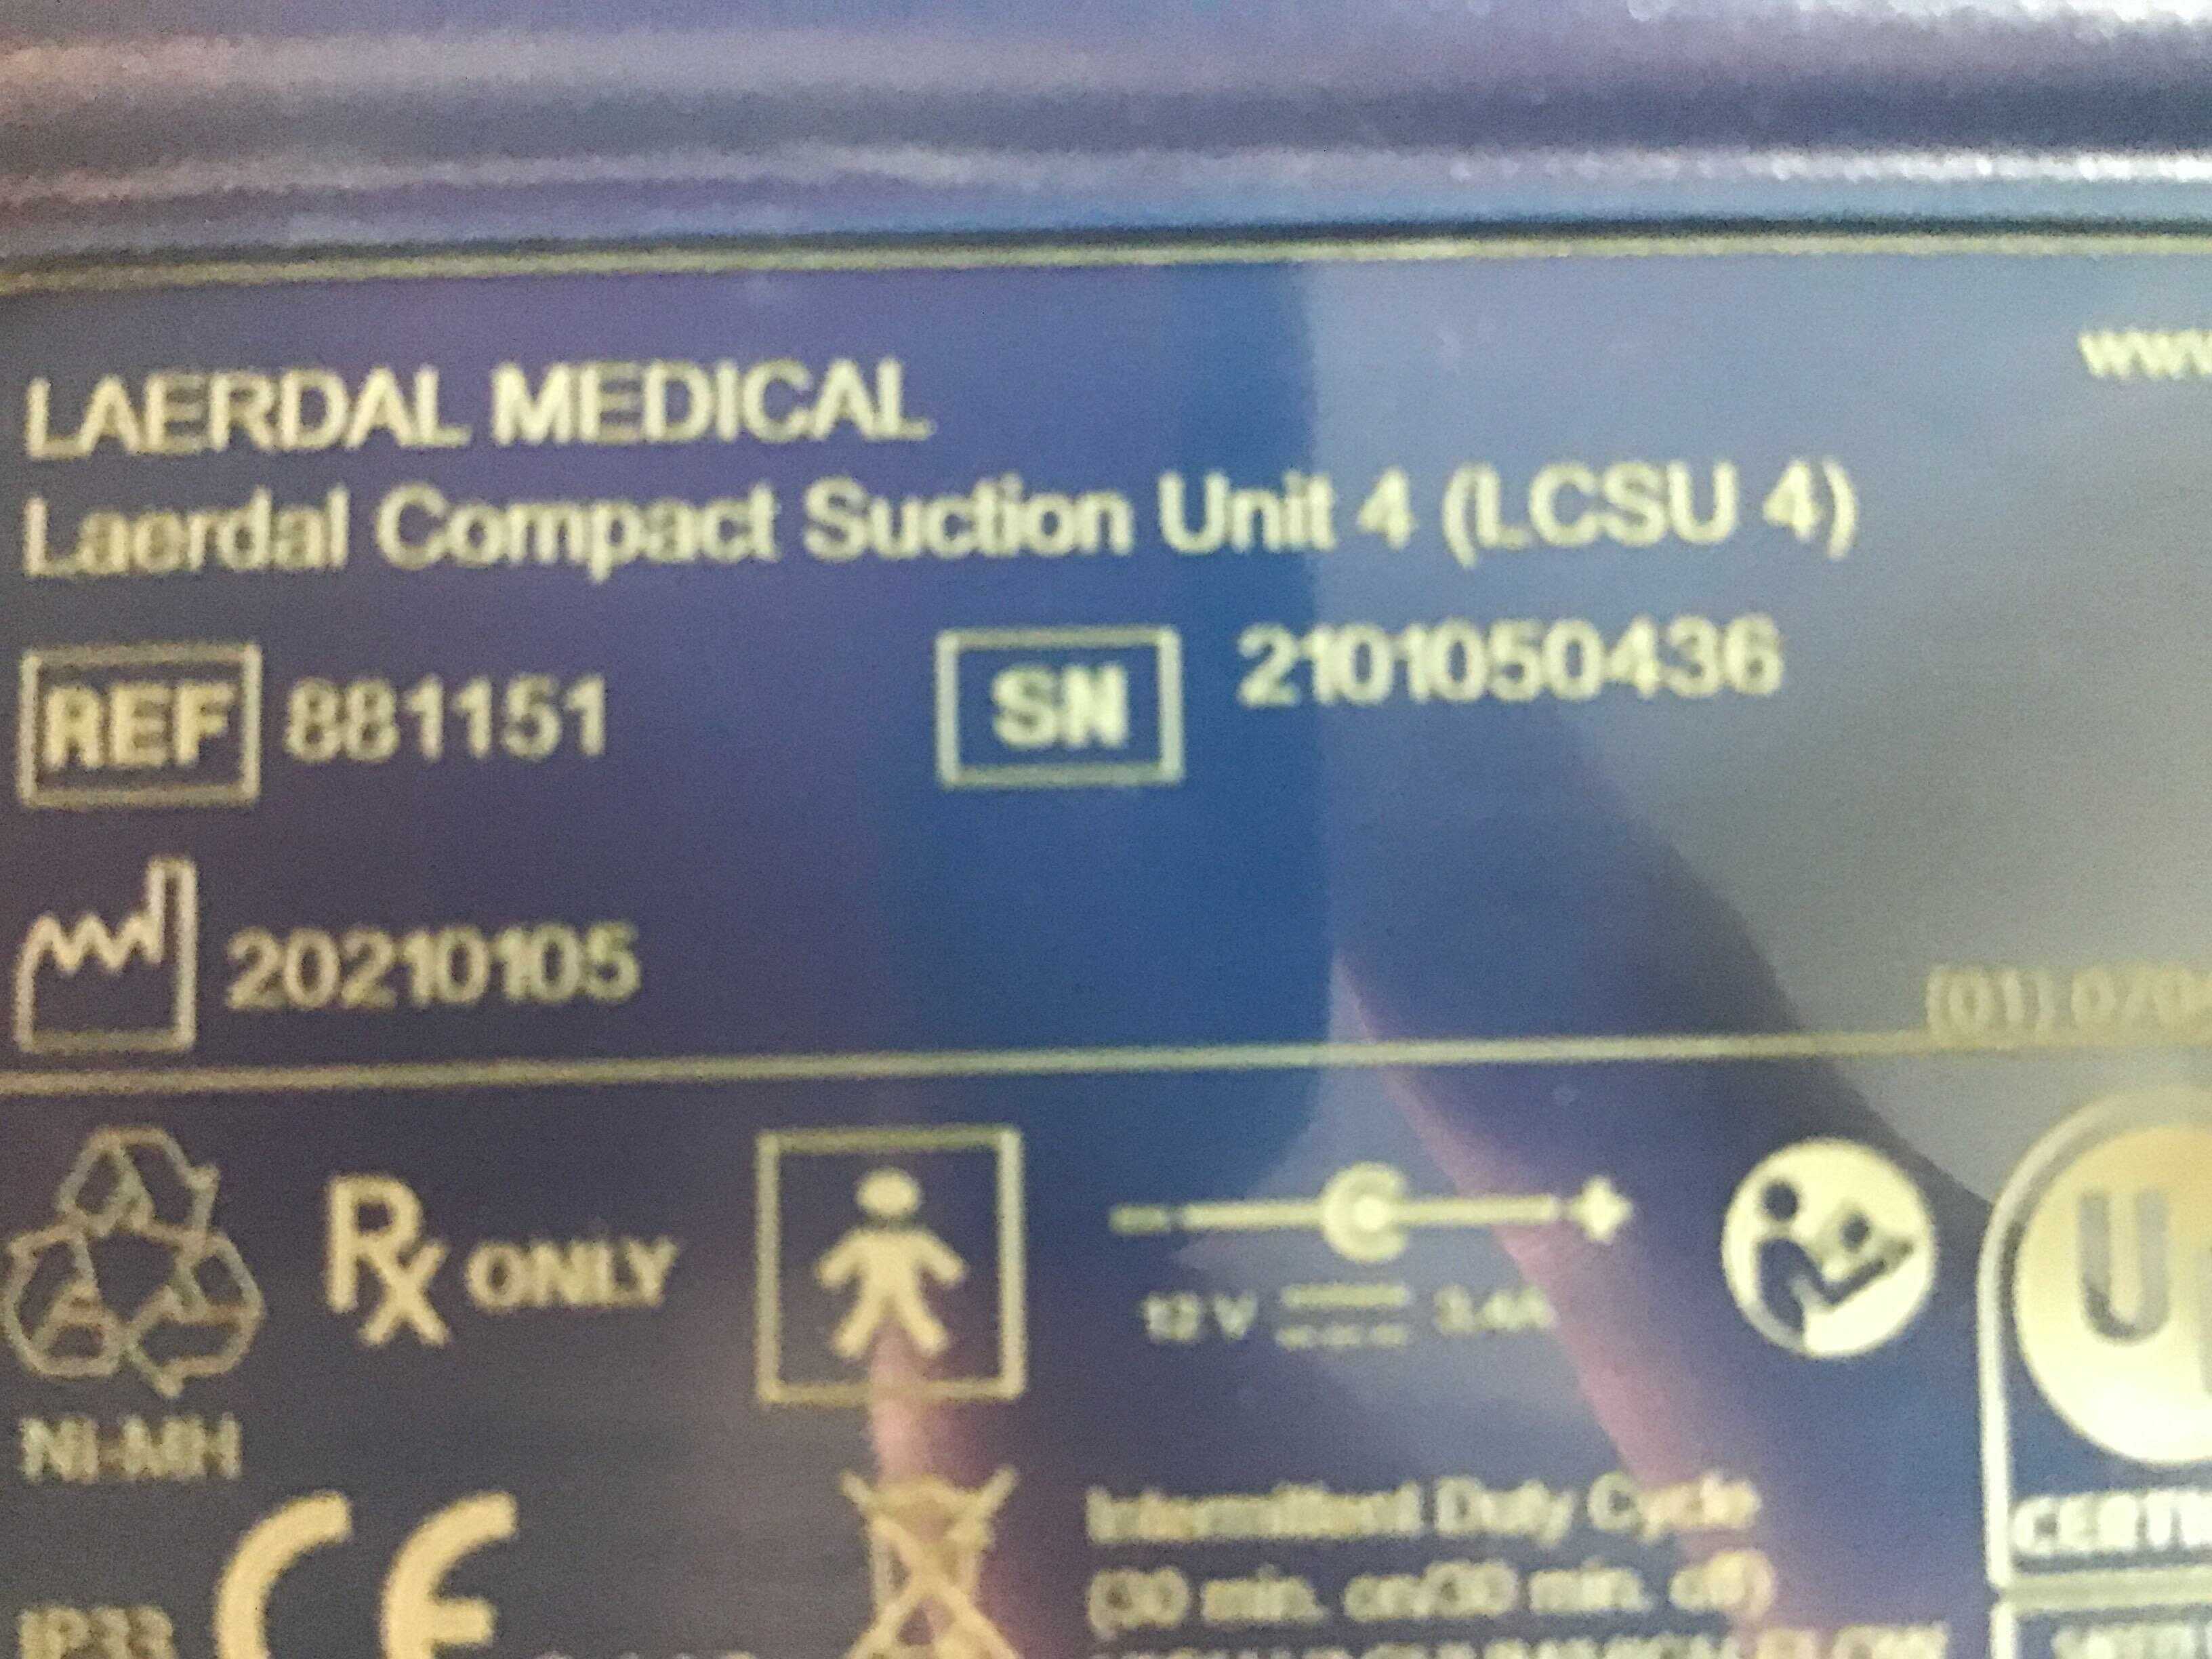 LAERDAL MEDICAL
Laerdal Compact Suction Unit 4 (LCSU 4)
REF 881151
SN 2101050436
20210105
Rx ONLY
12 V 3.4A
NI-MH
CE
IP33
Intermittent Duty Cycle
(30 min. on/30 min. off)